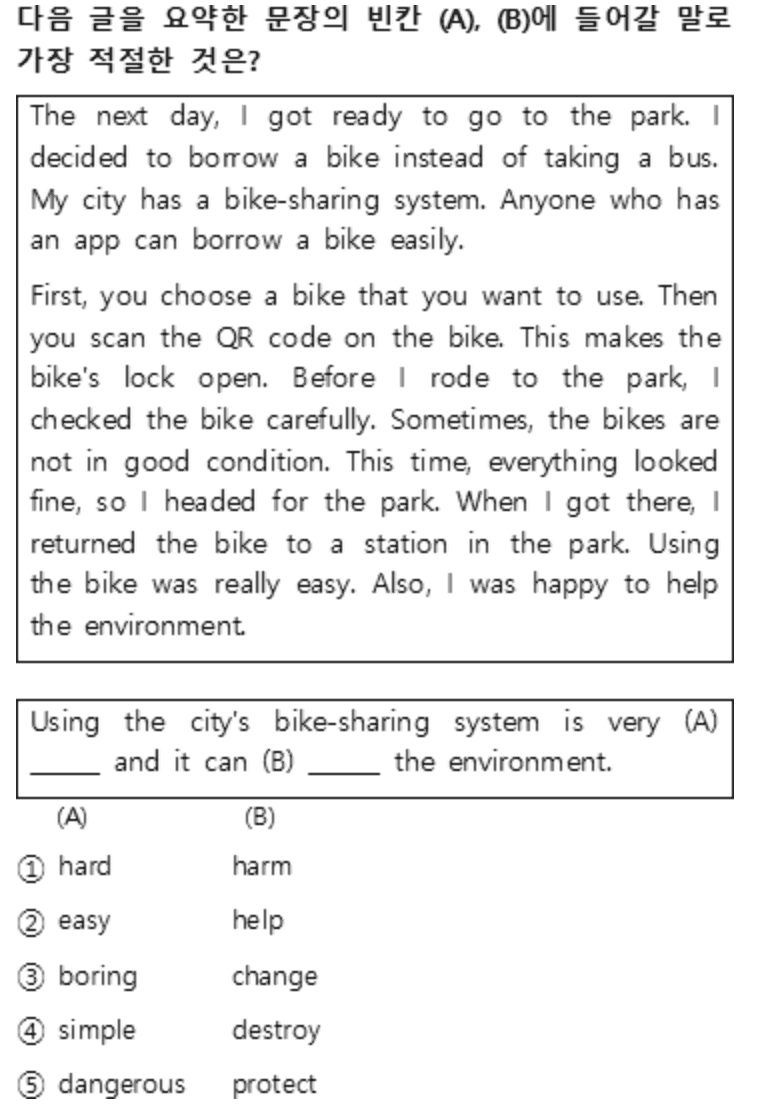 다음 글을 요약한 문장의 빈칸 (A), (B)에 들어갈 말로
가장 적절한 것은?
The next day, I got ready to go to the park. I
decided to borrow a bike instead of taking a bus.
My city has a bike-sharing system. Anyone who has
an app can borrow a bike easily.
First, you choose a bike that you want to use. Then
you scan the QR code on the bike. This makes the
bike's lock open. Before I rode to the park, I
checked the bike carefully. Sometimes, the bikes are
not in good condition. This time, everything looked
fine, so I headed for the park. When I got there, I
returned the bike to a station in the park. Using
the bike was really easy. Also, I was happy to help
the environment.
Using the city's bike-sharing system is very (A)
_____ and it can (B) _____ the environment.
(A) (B)
① hard harm
② easy help
③ boring change
④ simple destroy
⑤ dangerous protect